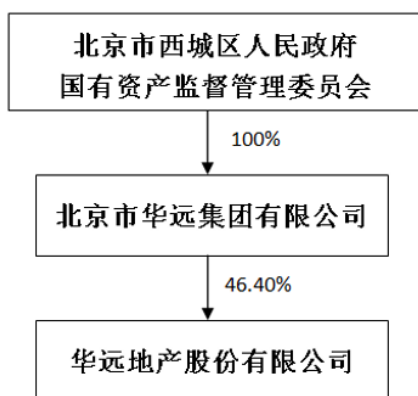 北京市西城区人民政府
国有资产监督管理委员会
100%
北京市华远集团有限公司
46.40%
华远地产股份有限公司